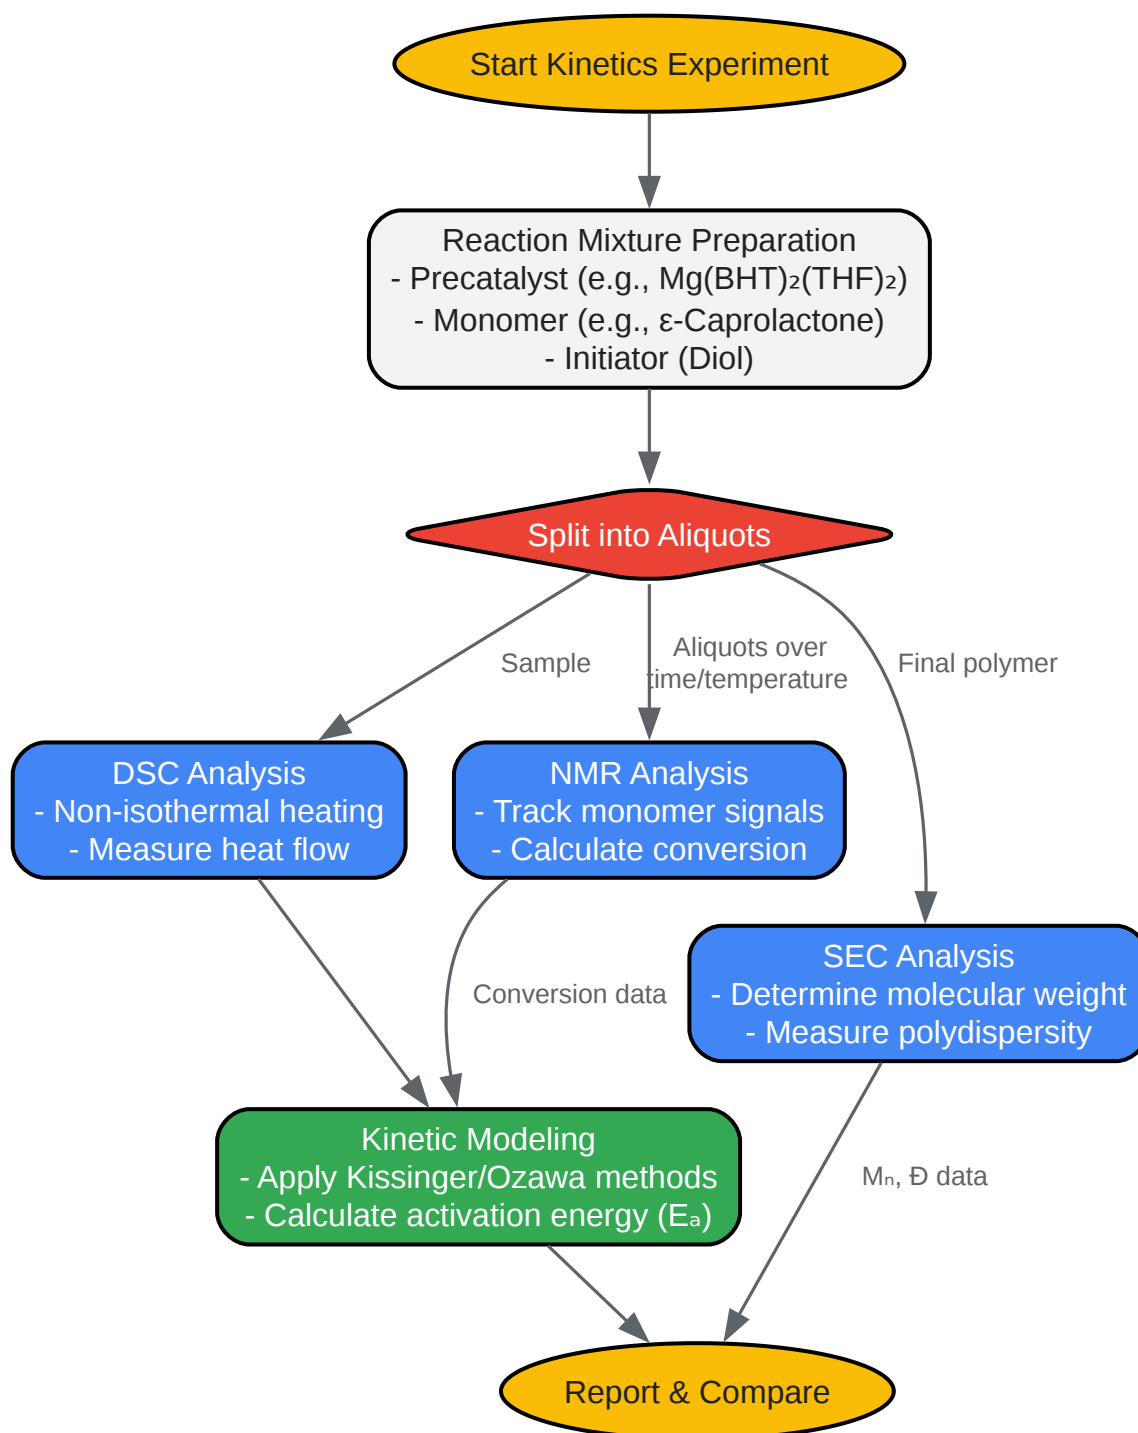 Start Kinetics Experiment
Reaction Mixture Preparation
- Precatalyst (e.g., Mg(BHT)₂(THF)₂)
- Monomer (e.g., ε-Caprolactone)
- Initiator (Diol)
Split into Aliquots
Sample
Aliquots over
time/temperature
Final polymer
DSC Analysis
- Non-isothermal heating
- Measure heat flow
NMR Analysis
- Track monomer signals
- Calculate conversion
SEC Analysis
- Determine molecular weight
- Measure polydispersity
Conversion data
Kinetic Modeling
- Apply Kissinger/Ozawa methods
- Calculate activation energy (Eₐ)
Mₙ, Đ data
Report & Compare